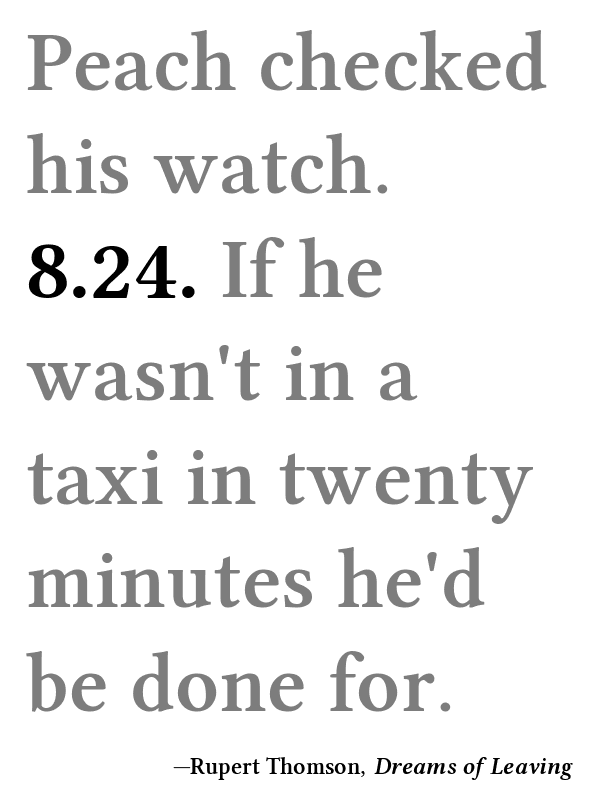 Peach checked
his watch.
8.24. If he
wasn't in a
taxi in twenty
minutes he'd
be done for.
—Rupert Thomson, Dreams of Leaving